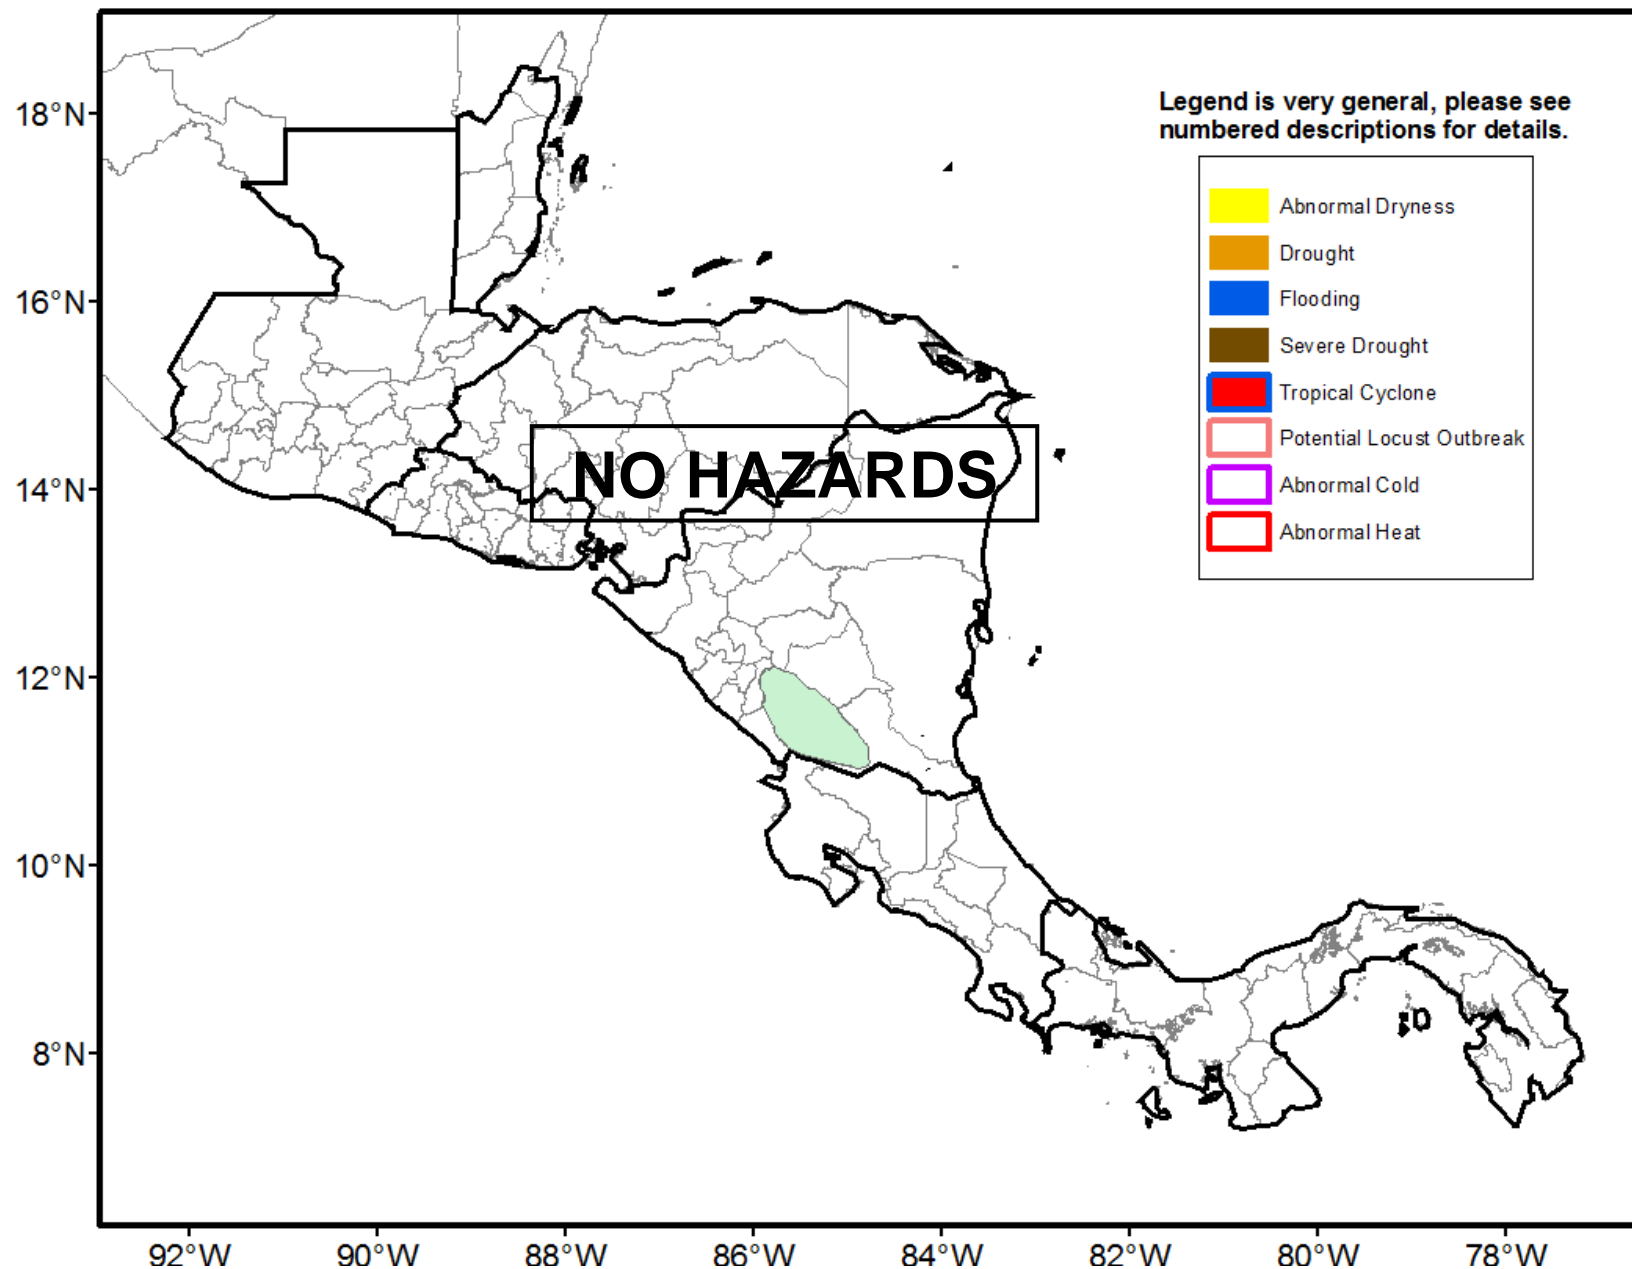 Legend is very general, please see
numbered descriptions for details.
Abnormal Dryness
Drought
Flooding
Severe Drought
Tropical Cyclone
Potential Locust Outbreak
Abnormal Cold
Abnormal Heat
NO HAZARDS
18°N
16°N
14°N
12°N
10°N
8°N
92°W 90°W 88°W 86°W 84°W 82°W 80°W 78°W